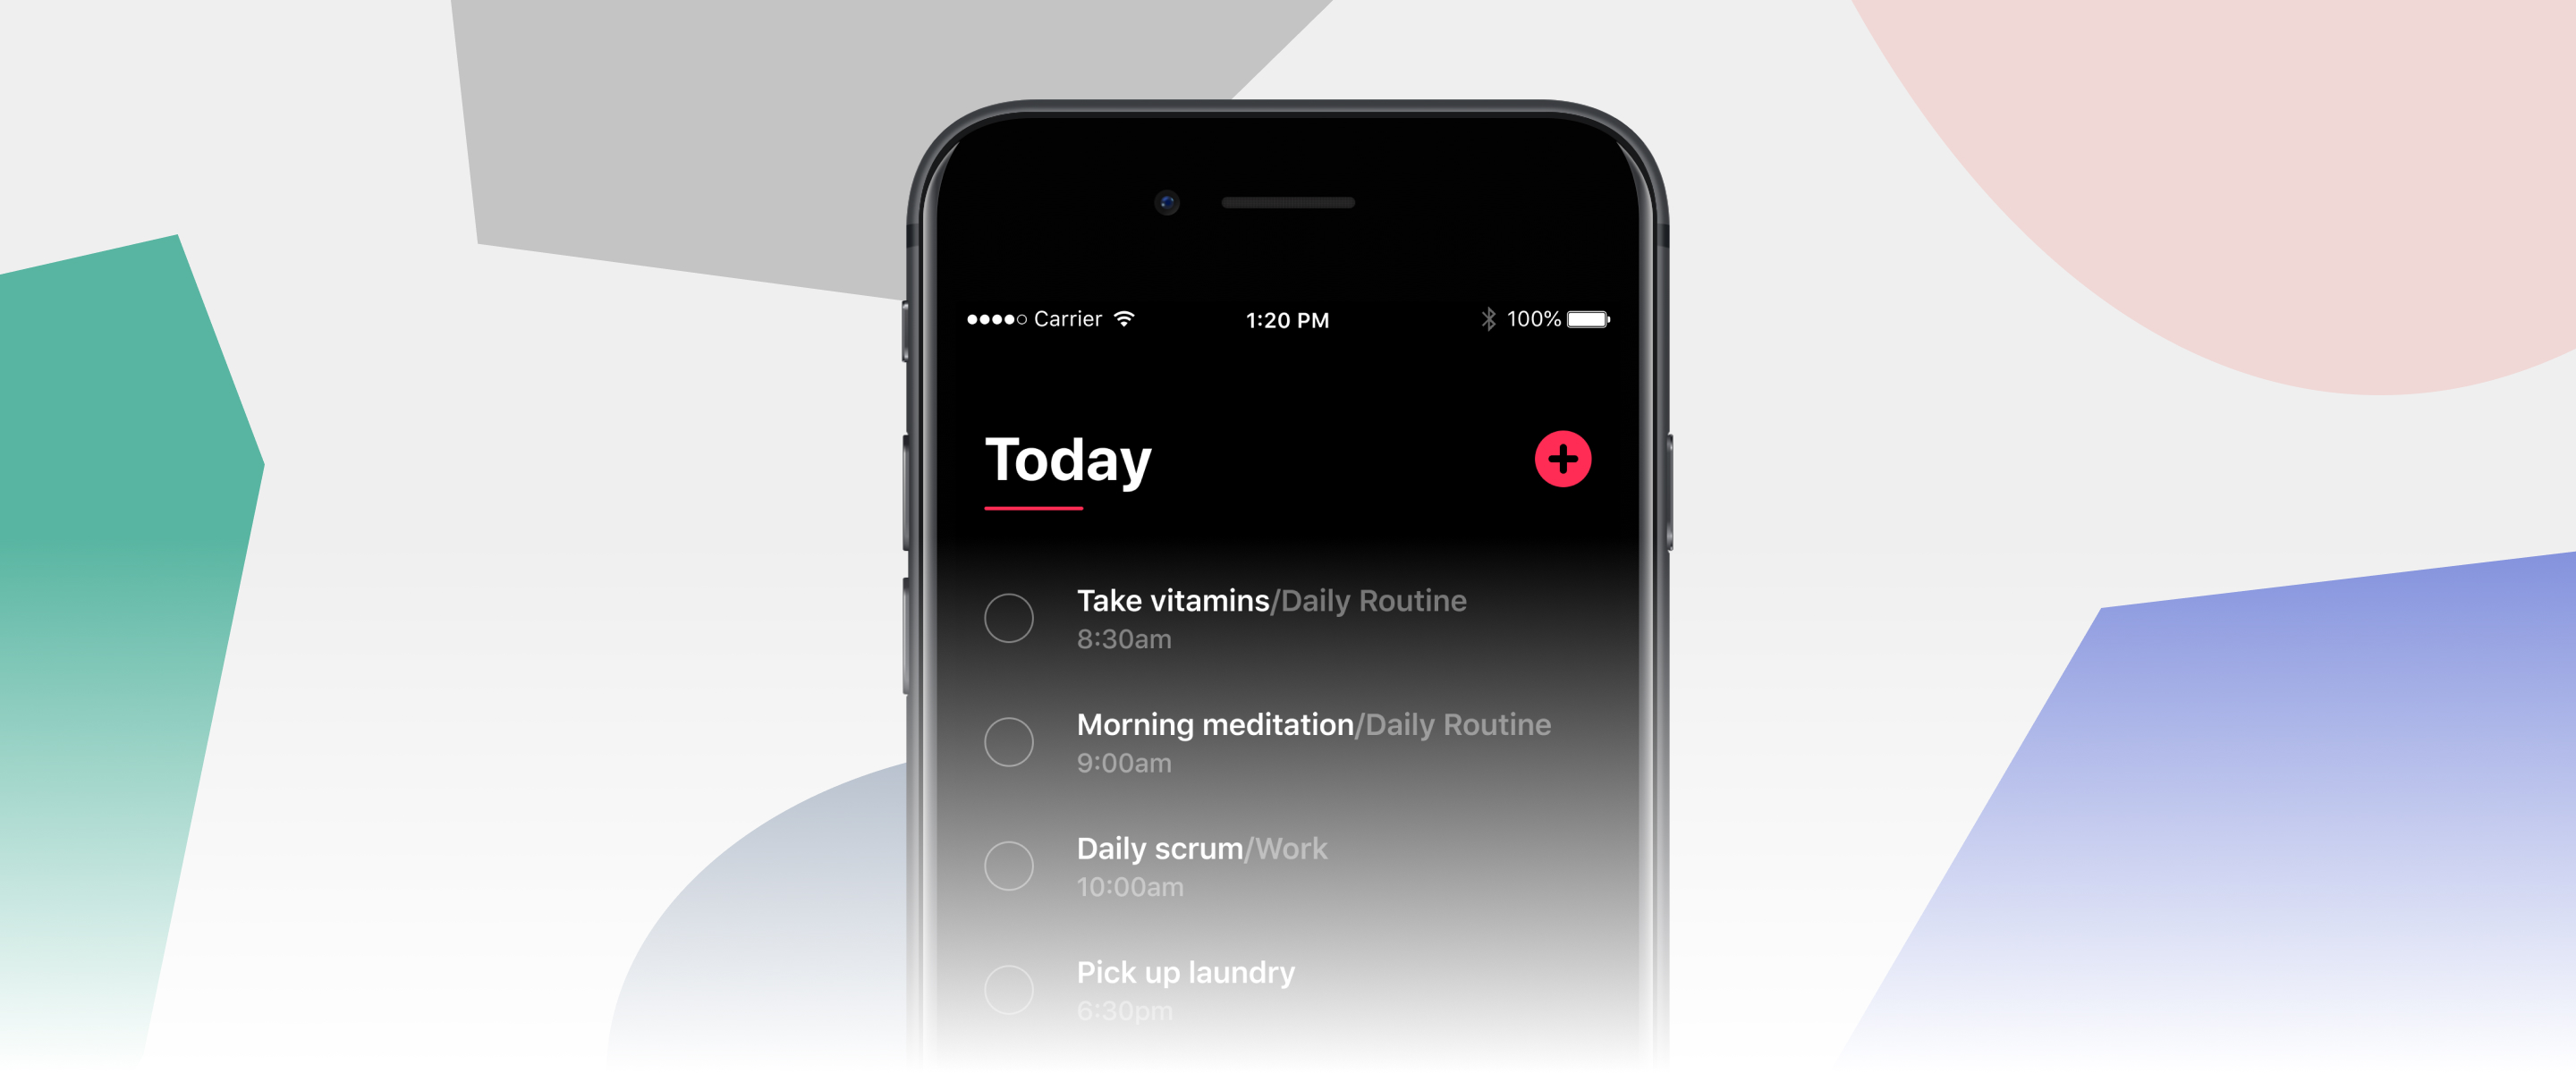 Carrier 1:20 PM 100%
Today
Take vitamins/Daily Routine
8:30am
Morning meditation/Daily Routine
9:00am
Daily scrum/Work
10:00am
Pick up laundry
6:30pm